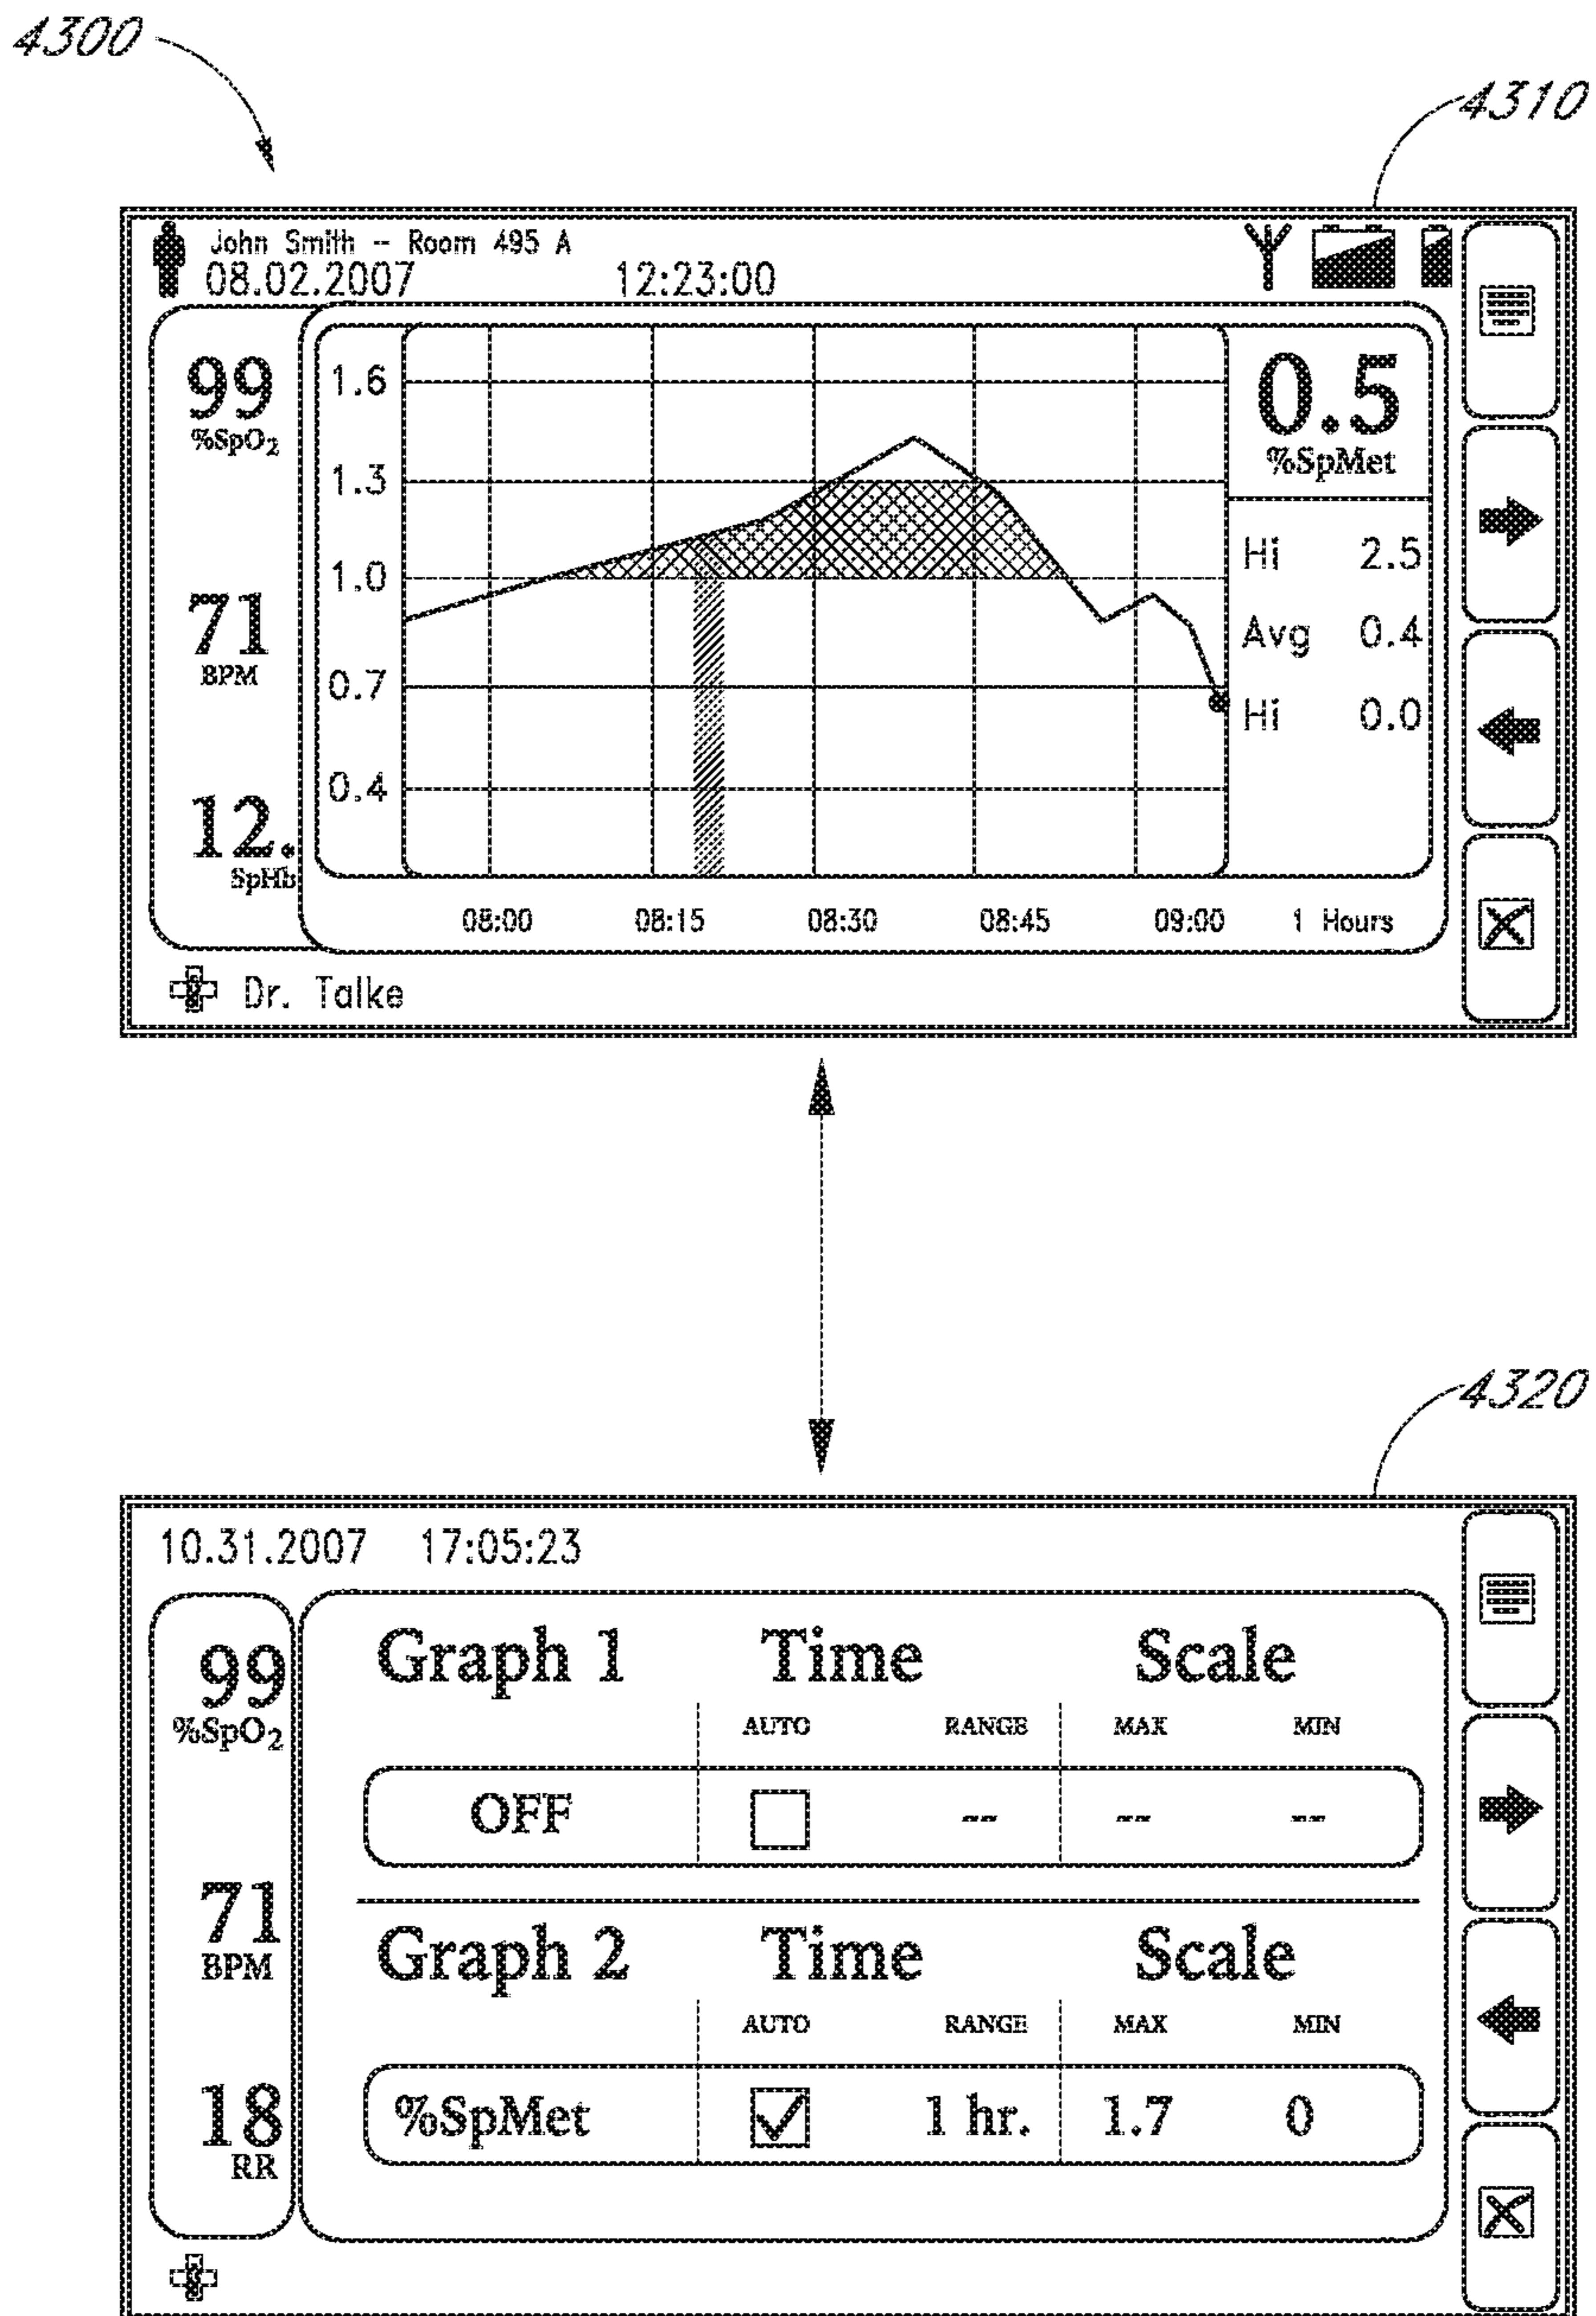 4300
4310
John Smith -- Room 495 A
08.02.2007 12:23:00
99
%SpO2
71
BPM
12.
SpHb
1.6
1.3
1.0
0.7
0.4
0.5
%SpMet
Hi 2.5
Avg 0.4
Hi 0.0
08:00 08:15 08:30 08:45 09:00 1 Hours
Dr. Talke
4320
10.31.2007 17:05:23
99
%SpO2
71
BPM
18
RR
Graph 1 Time Scale
AUTO RANGE MAX MIN
OFF -- -- --
Graph 2 Time Scale
AUTO RANGE MAX MIN
%SpMet 1 hr. 1.7 0